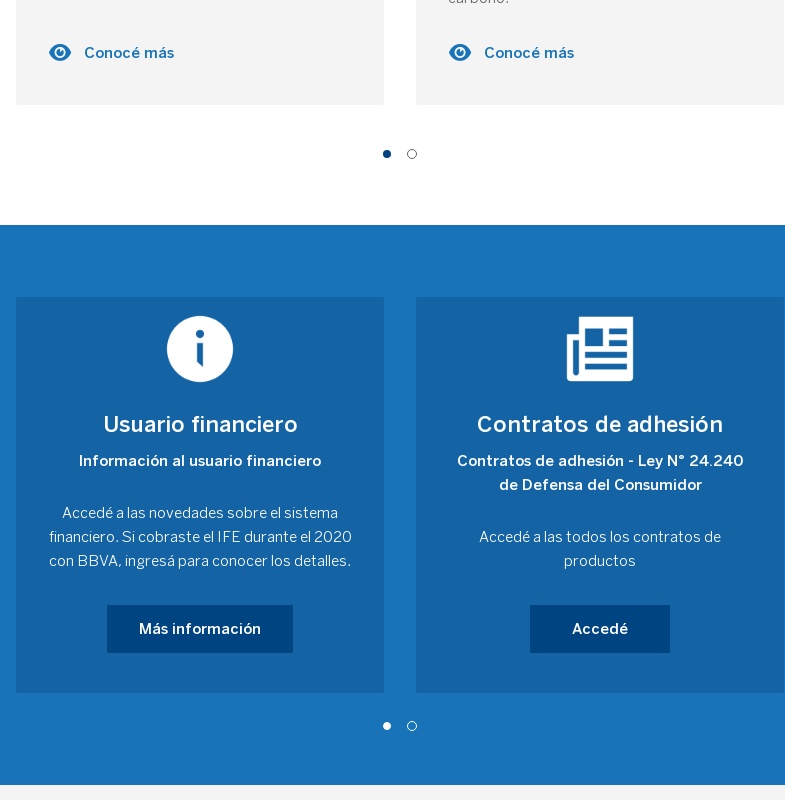 carbono.
Conocé más
Conocé más
Usuario financiero
Información al usuario financiero
Accedé a las novedades sobre el sistema
financiero. Si cobraste el IFE durante el 2020
con BBVA, ingresá para conocer los detalles.
Más información
Contratos de adhesión
Contratos de adhesión - Ley N° 24.240
de Defensa del Consumidor
Accedé a las todos los contratos de
productos
Accedé